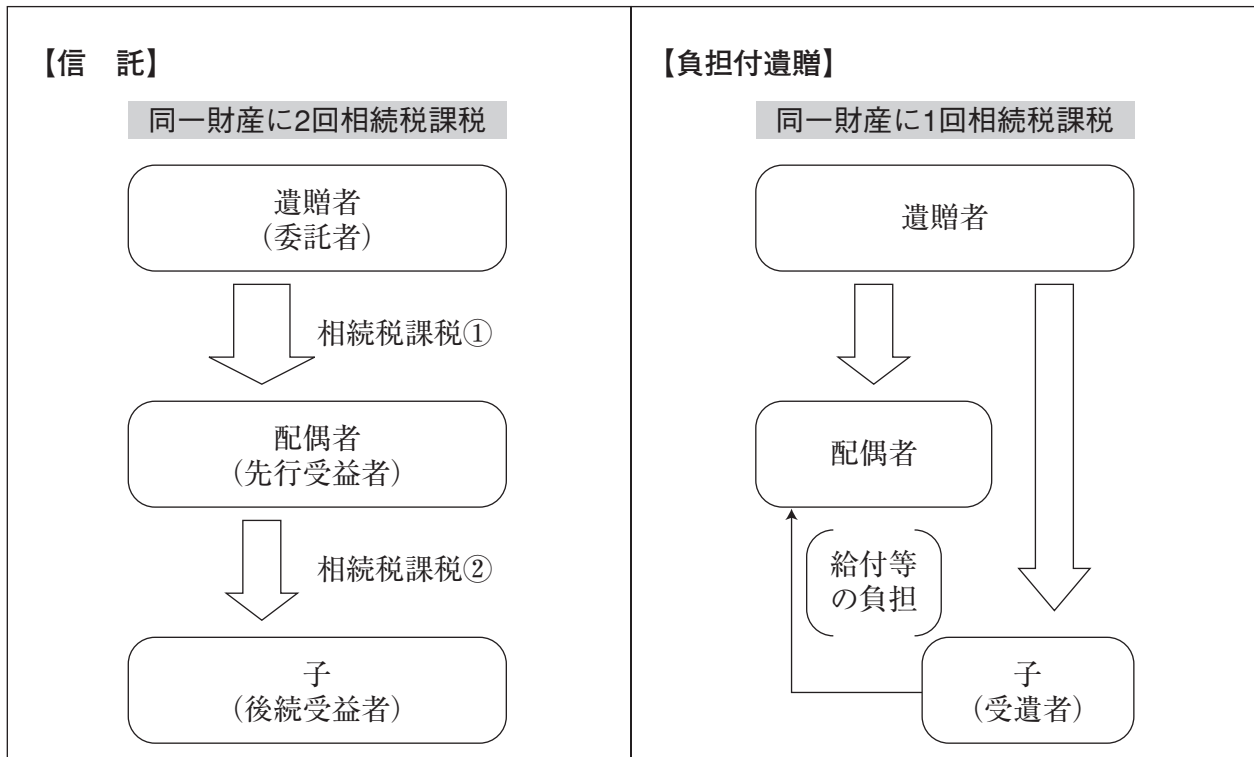 【信　託】
同一財産に2回相続税課税
遺贈者
（委託者）
相続税課税①
配偶者
（先行受益者）
相続税課税②
子
（後続受益者）
【負担付遺贈】
同一財産に1回相続税課税
遺贈者
配偶者
給付等
の負担
子
（受遺者）